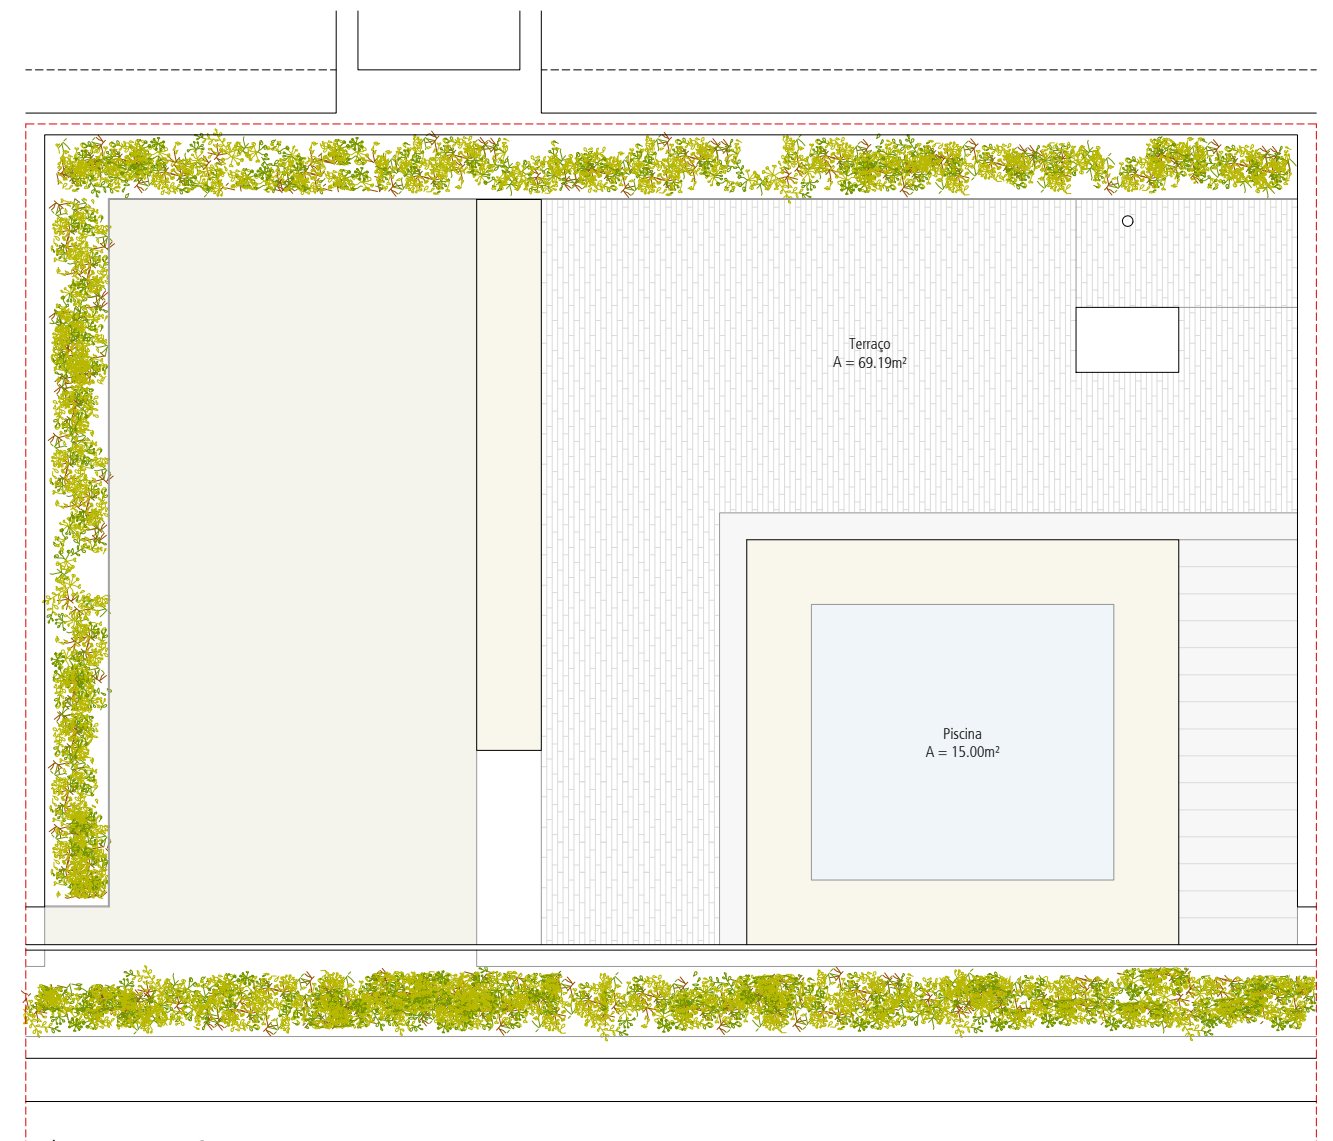 Terraço
A = 69.19m²
Piscina
A = 15.00m²